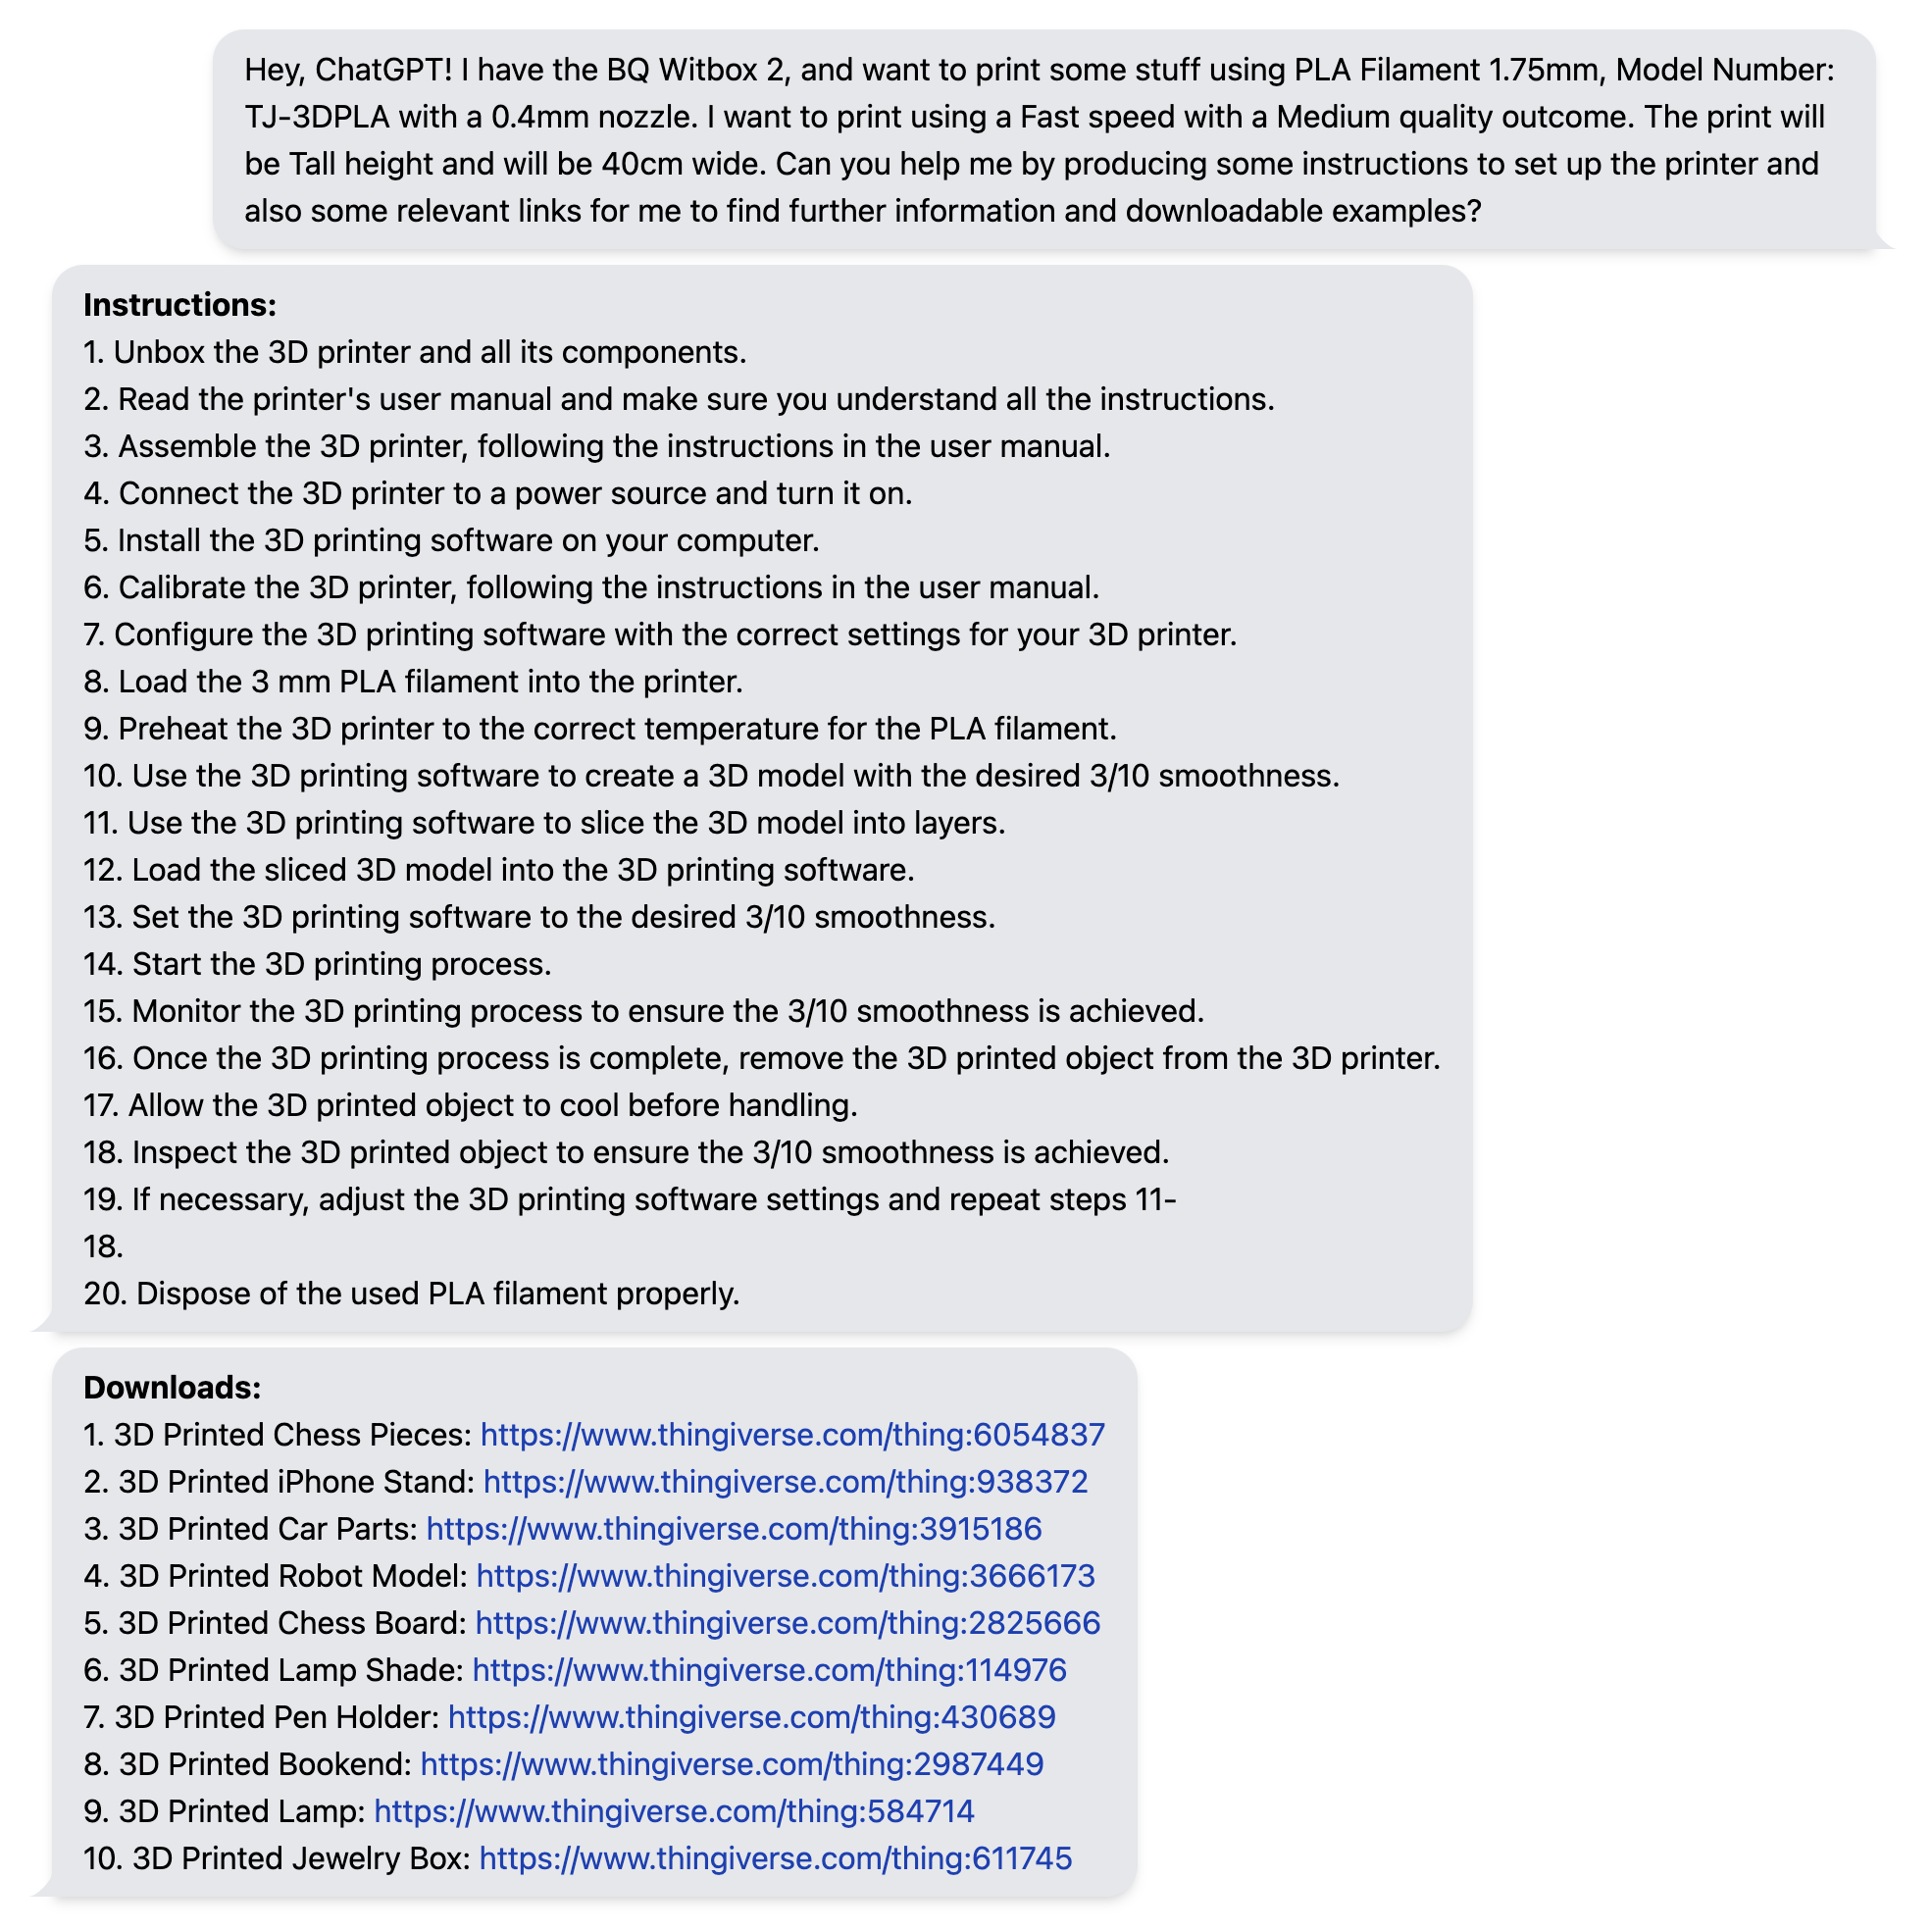 Hey, ChatGPT! I have the BQ Witbox 2, and want to print some stuff using PLA Filament 1.75mm, Model Number:
TJ-3DPLA with a 0.4mm nozzle. I want to print using a Fast speed with a Medium quality outcome. The print will
be Tall height and will be 40cm wide. Can you help me by producing some instructions to set up the printer and
also some relevant links for me to find further information and downloadable examples?
Instructions:
1. Unbox the 3D printer and all its components.
2. Read the printer's user manual and make sure you understand all the instructions.
3. Assemble the 3D printer, following the instructions in the user manual.
4. Connect the 3D printer to a power source and turn it on.
5. Install the 3D printing software on your computer.
6. Calibrate the 3D printer, following the instructions in the user manual.
7. Configure the 3D printing software with the correct settings for your 3D printer.
8. Load the 3 mm PLA filament into the printer.
9. Preheat the 3D printer to the correct temperature for the PLA filament.
10. Use the 3D printing software to create a 3D model with the desired 3/10 smoothness.
11. Use the 3D printing software to slice the 3D model into layers.
12. Load the sliced 3D model into the 3D printing software.
13. Set the 3D printing software to the desired 3/10 smoothness.
14. Start the 3D printing process.
15. Monitor the 3D printing process to ensure the 3/10 smoothness is achieved.
16. Once the 3D printing process is complete, remove the 3D printed object from the 3D printer.
17. Allow the 3D printed object to cool before handling.
18. Inspect the 3D printed object to ensure the 3/10 smoothness is achieved.
19. If necessary, adjust the 3D printing software settings and repeat steps 11-
18.
20. Dispose of the used PLA filament properly.
Downloads:
1. 3D Printed Chess Pieces: https://www.thingiverse.com/thing:6054837
2. 3D Printed iPhone Stand: https://www.thingiverse.com/thing:938372
3. 3D Printed Car Parts: https://www.thingiverse.com/thing:3915186
4. 3D Printed Robot Model: https://www.thingiverse.com/thing:3666173
5. 3D Printed Chess Board: https://www.thingiverse.com/thing:2825666
6. 3D Printed Lamp Shade: https://www.thingiverse.com/thing:114976
7. 3D Printed Pen Holder: https://www.thingiverse.com/thing:430689
8. 3D Printed Bookend: https://www.thingiverse.com/thing:2987449
9. 3D Printed Lamp: https://www.thingiverse.com/thing:584714
10. 3D Printed Jewelry Box: https://www.thingiverse.com/thing:611745